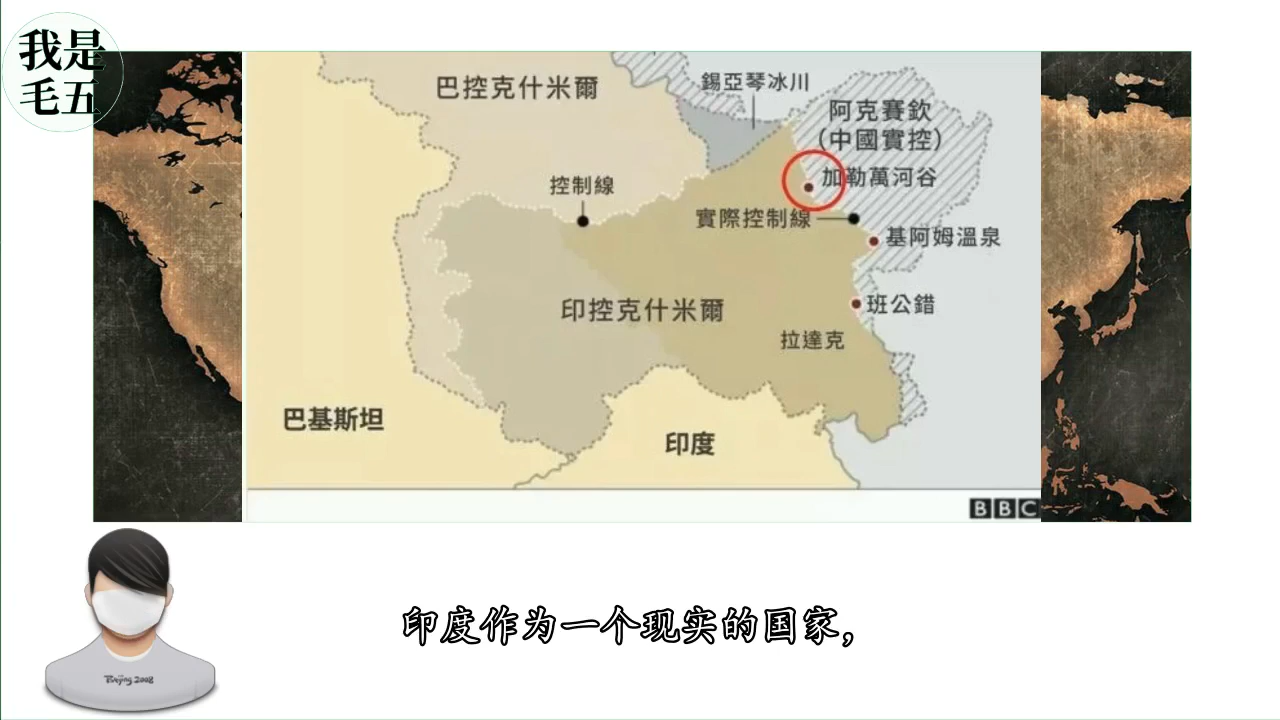 我是
毛五
巴控克什米爾
錫亞琴冰川
阿克賽欽
(中國實控)
加勒萬河谷
控制線
實際控制線
基阿姆溫泉
印控克什米爾
班公錯
拉達克
巴基斯坦
印度
BBC
印度作为一个现实的国家,
Beijing 2008